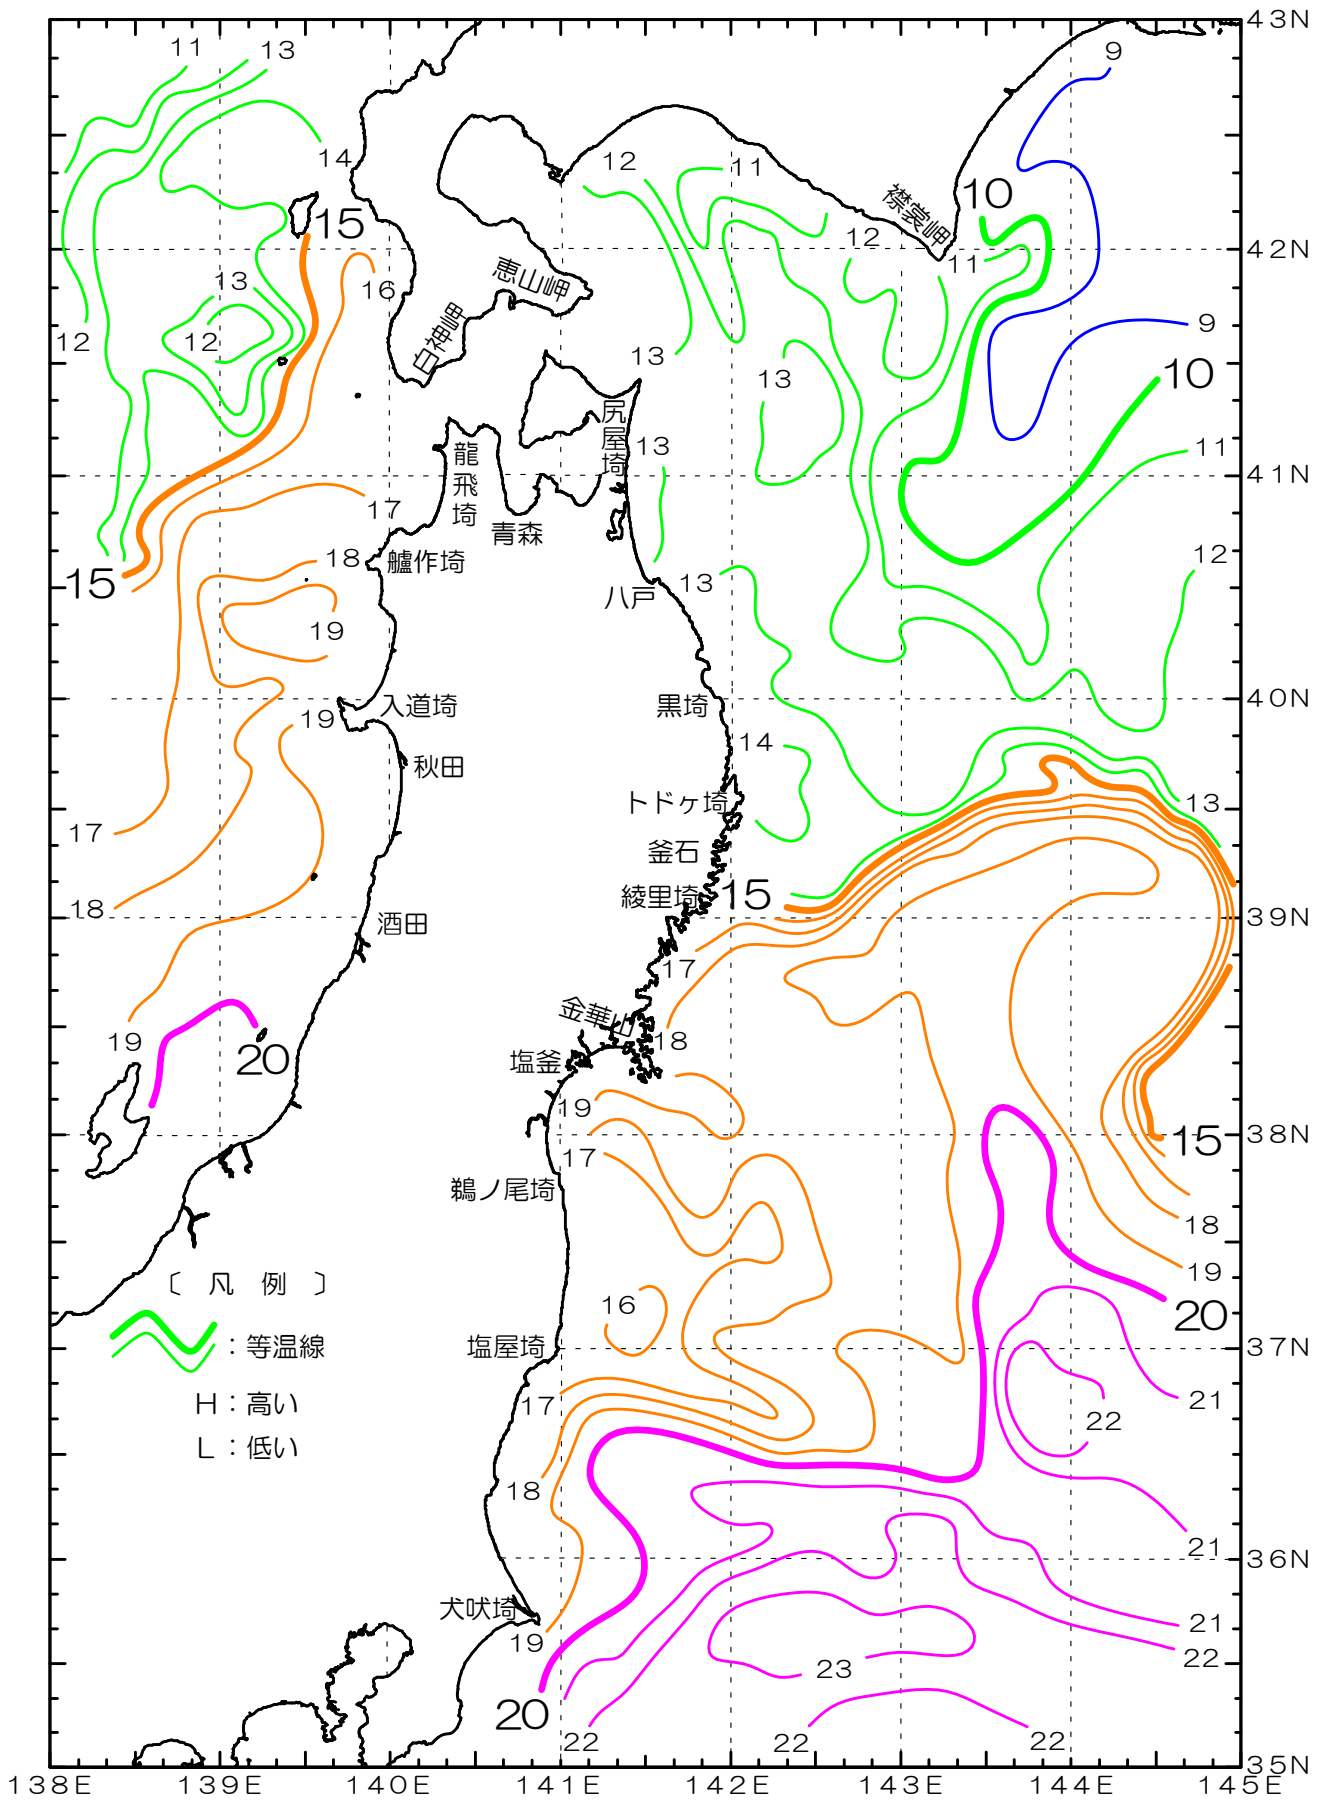 43N
11
13
9
14
12
11
10
襟裳岬
15
12
42N
11
恵山岬
16
13
白神岬
12
12
9
13
13
10
尻屋埼
13
11
龍飛埼
41N
17
青森
18
艫作埼
12
15
13
八戸
19
入道埼
黒埼
40N
19
14
秋田
トドヶ埼
13
17
釜石
綾里埼
15
18
酒田
39N
17
金華山
19
20
塩釜
18
19
15
38N
17
鵜ノ尾埼
18
19
〔 凡 例 〕
16
20
:等温線
塩屋埼
37N
H:高い
17
21
22
L:低い
18
21
36N
犬吠埼
19
21
22
23
20
22
22
22
35N
138E
139E
140E
141E
142E
143E
144E
145E